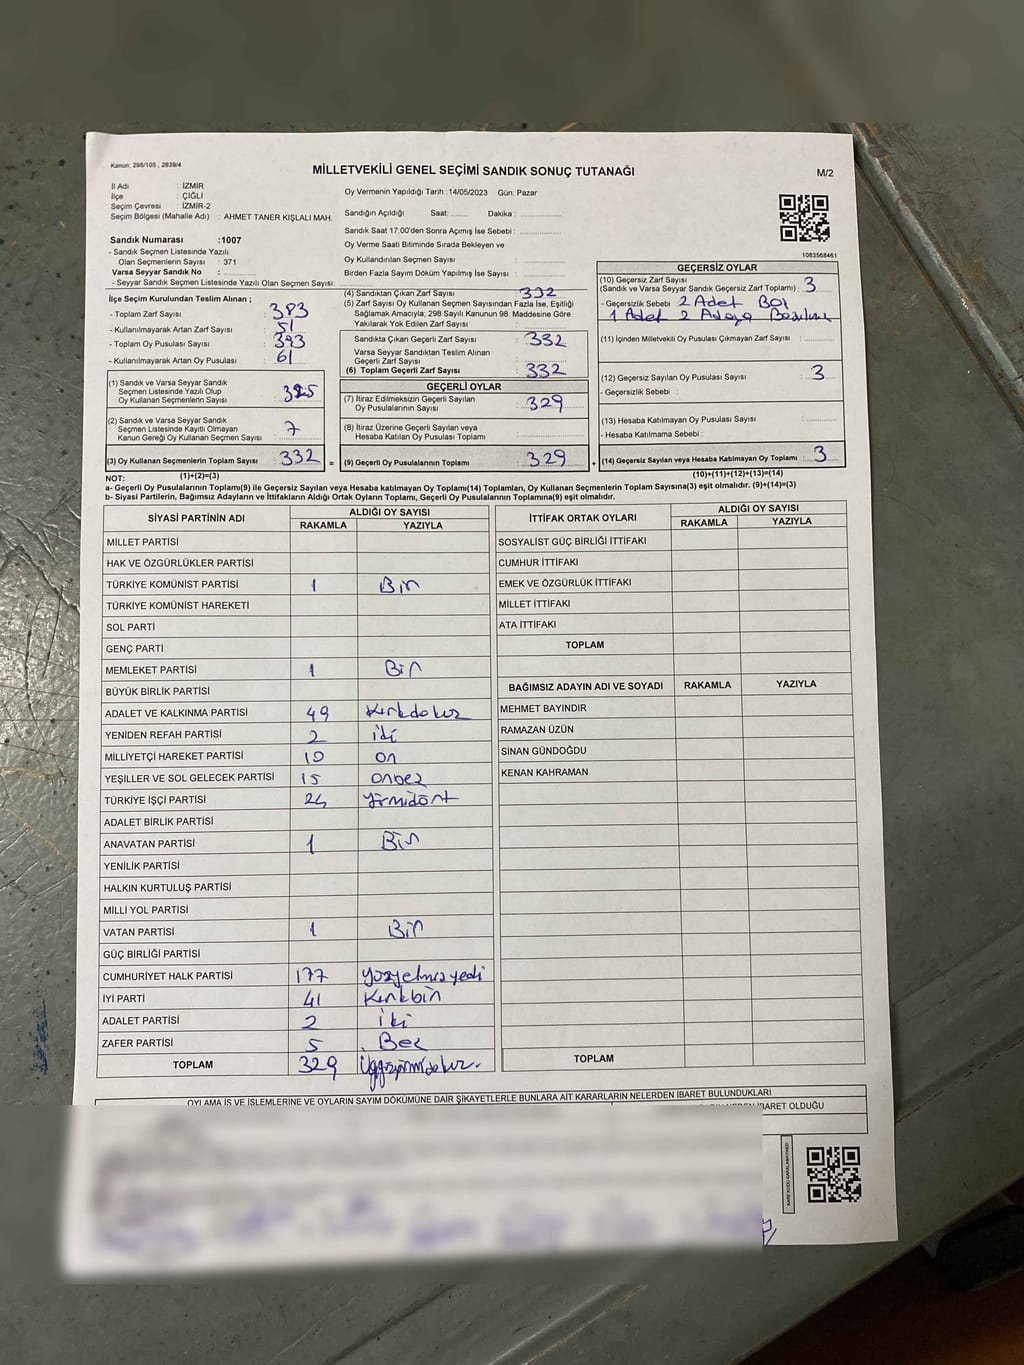 Kanun: 298/105 , 2839/4
MİLLETVEKİLİ GENEL SEÇİMİ SANDIK SONUÇ TUTANAĞI
M/2
İl Adı : İZMİR
İlçe : ÇİĞLİ
Seçim Çevresi : İZMİR-2
Seçim Bölgesi (Mahalle Adı) : AHMET TANER KIŞLALI MAH.
Sandık Numarası :1007
- Sandık Seçmen Listesinde Yazılı
Olan Seçmenlerin Sayısı : 371
Varsa Seyyar Sandık No :
- Seyyar Sandık Seçmen Listesinde Yazılı Olan Seçmen Sayısı:
Oy Vermenin Yapıldığı Tarih :14/05/2023 Gün: Pazar
Sandığın Açıldığı Saat: Dakika :
Sandık Saat 17.00'den Sonra Açımış İse Sebebi :
Oy Verme Saati Bitiminde Sırada Bekleyen ve
Oy Kullandırılan Seçmen Sayısı :
Birden Fazla Sayım Döküm Yapılmış İse Sayısı :
1083568461
İlçe Seçim Kurulundan Teslim Alınan ;
- Toplam Zarf Sayısı : 383
- Kullanılmayarak Artan Zarf Sayısı : 51
- Toplam Oy Pusulası Sayısı : 393
- Kullanılmayarak Artan Oy Pusulası : 61
(1) Sandık ve Varsa Seyyar Sandık
Seçmen Listesinde Yazılı Olup
Oy Kullanan Seçmenlerin Sayısı : 325
(2) Sandık ve Varsa Seyyar Sandık
Seçmen Listesinde Kayıtlı Olmayan
Kanun Gereği Oy Kullanan Seçmen Sayısı : 7
(3) Oy Kullanan Seçmenlerin Toplam Sayısı : 332
(1)+(2)=(3)
(4) Sandıktan Çıkan Zarf Sayısı : 332
(5) Zarf Sayısı Oy Kullanan Seçmen Sayısından Fazla İse, Eşitliği
Sağlamak Amacıyla, 298 Sayılı Kanunun 98. Maddesine Göre
Yakılarak Yok Edilen Zarf Sayısı :
Sandıkta Çıkan Geçerli Zarf Sayısı : 332
Varsa Seyyar Sandıktan Teslim Alınan
Geçerli Zarf Sayısı :
(6) Toplam Geçerli Zarf Sayısı : 332
GEÇERLİ OYLAR
(7) İtiraz Edilmeksizin Geçerli Sayılan
Oy Pusulalarının Sayısı : 329
(8) İtiraz Üzerine Geçerli Sayılan veya
Hesaba Katılan Oy Pusulası Toplamı :
= (9) Geçerli Oy Pusulalarının Toplamı : 329 +
GEÇERSİZ OYLAR
(10) Geçersiz Zarf Sayısı
(Sandık ve Varsa Seyyar Sandık Geçersiz Zarf Toplamı) : 3
- Geçersizlik Sebebi : 2 Adet Boş
1 Adet 2 Adaya Basılmış
(11) İçinden Milletvekili Oy Pusulası Çıkmayan Zarf Sayısı :
(12) Geçersiz Sayılan Oy Pusulası Sayısı : 3
- Geçersizlik Sebebi :
(13) Hesaba Katılmayan Oy Pusulası Sayısı :
- Hesaba Katılmama Sebebi :
(14) Geçersiz Sayılan veya Hesaba Katılmayan Oy Toplamı : 3
(10)+(11)+(12)+(13)=(14)
NOT:
a- Geçerli Oy Pusulalarının Toplamı(9) ile Geçersiz ve Hesaba katılmayan Oy Toplamı(14) Toplamları, Oy Kullanan Seçmenlerin Toplam Sayısına(3) eşit olmalıdır. (9)+(14)=(3)
b- Siyasi Partilerin, Bağımsız Adayların ve İttifakların Aldığı Ortak Oyların Toplamı, Geçerli Oy Pusulalarının Toplamına(9) eşit olmalıdır.
SİYASİ PARTİNİN ADI ALDIĞI OY SAYISI
RAKAMLA YAZIYLA
MİLLET PARTİSİ
HAK VE ÖZGÜRLÜKLER PARTİSİ
TÜRKİYE KOMÜNİST PARTİSİ 1 Bir
TÜRKİYE KOMÜNİST HAREKETİ
SOL PARTİ
GENÇ PARTİ
MEMLEKET PARTİSİ 1 Bir
BÜYÜK BİRLİK PARTİSİ
ADALET VE KALKINMA PARTİSİ 49 Kırkdokuz
YENİDEN REFAH PARTİSİ 2 iki
MİLLİYETÇİ HAREKET PARTİSİ 10 on
YEŞİLLER VE SOL GELECEK PARTİSİ 15 onbeş
TÜRKİYE İŞÇİ PARTİSİ 24 yirmidört
ADALET BİRLİK PARTİSİ
ANAVATAN PARTİSİ 1 Bir
YENİLİK PARTİSİ
HALKIN KURTULUŞ PARTİSİ
MİLLİ YOL PARTİSİ
VATAN PARTİSİ 1 Bir
GÜÇ BİRLİĞİ PARTİSİ
CUMHURİYET HALK PARTİSİ 177 yüzyetmişyedi
İYİ PARTİ 41 Kırkbir
ADALET PARTİSİ 2 iki
ZAFER PARTİSİ 5 Beş
TOPLAM 329 üçyüzyirmidokuz.
İTTİFAK ORTAK OYLARI ALDIĞI OY SAYISI
RAKAMLA YAZIYLA
SOSYALİST GÜÇ BİRLİĞİ İTTİFAKI
CUMHUR İTTİFAKI
EMEK VE ÖZGÜRLÜK İTTİFAKI
MİLLET İTTİFAKI
ATA İTTİFAKI
TOPLAM
BAĞIMSIZ ADAYIN ADI VE SOYADI RAKAMLA YAZIYLA
MEHMET BAYINDIR
RAMAZAN ÜZÜN
SİNAN GÜNDOĞDU
KENAN KAHRAMAN
TOPLAM
OYLAMA İŞ VE İŞLEMLERİNE VE OYLARIN SAYIM DÖKÜMÜNE DAİR ŞİKAYETLERLE BUNLARA AİT KARARLARIN NELERDEN İBARET BULUNDUKLARI
İBARET OLDUĞU